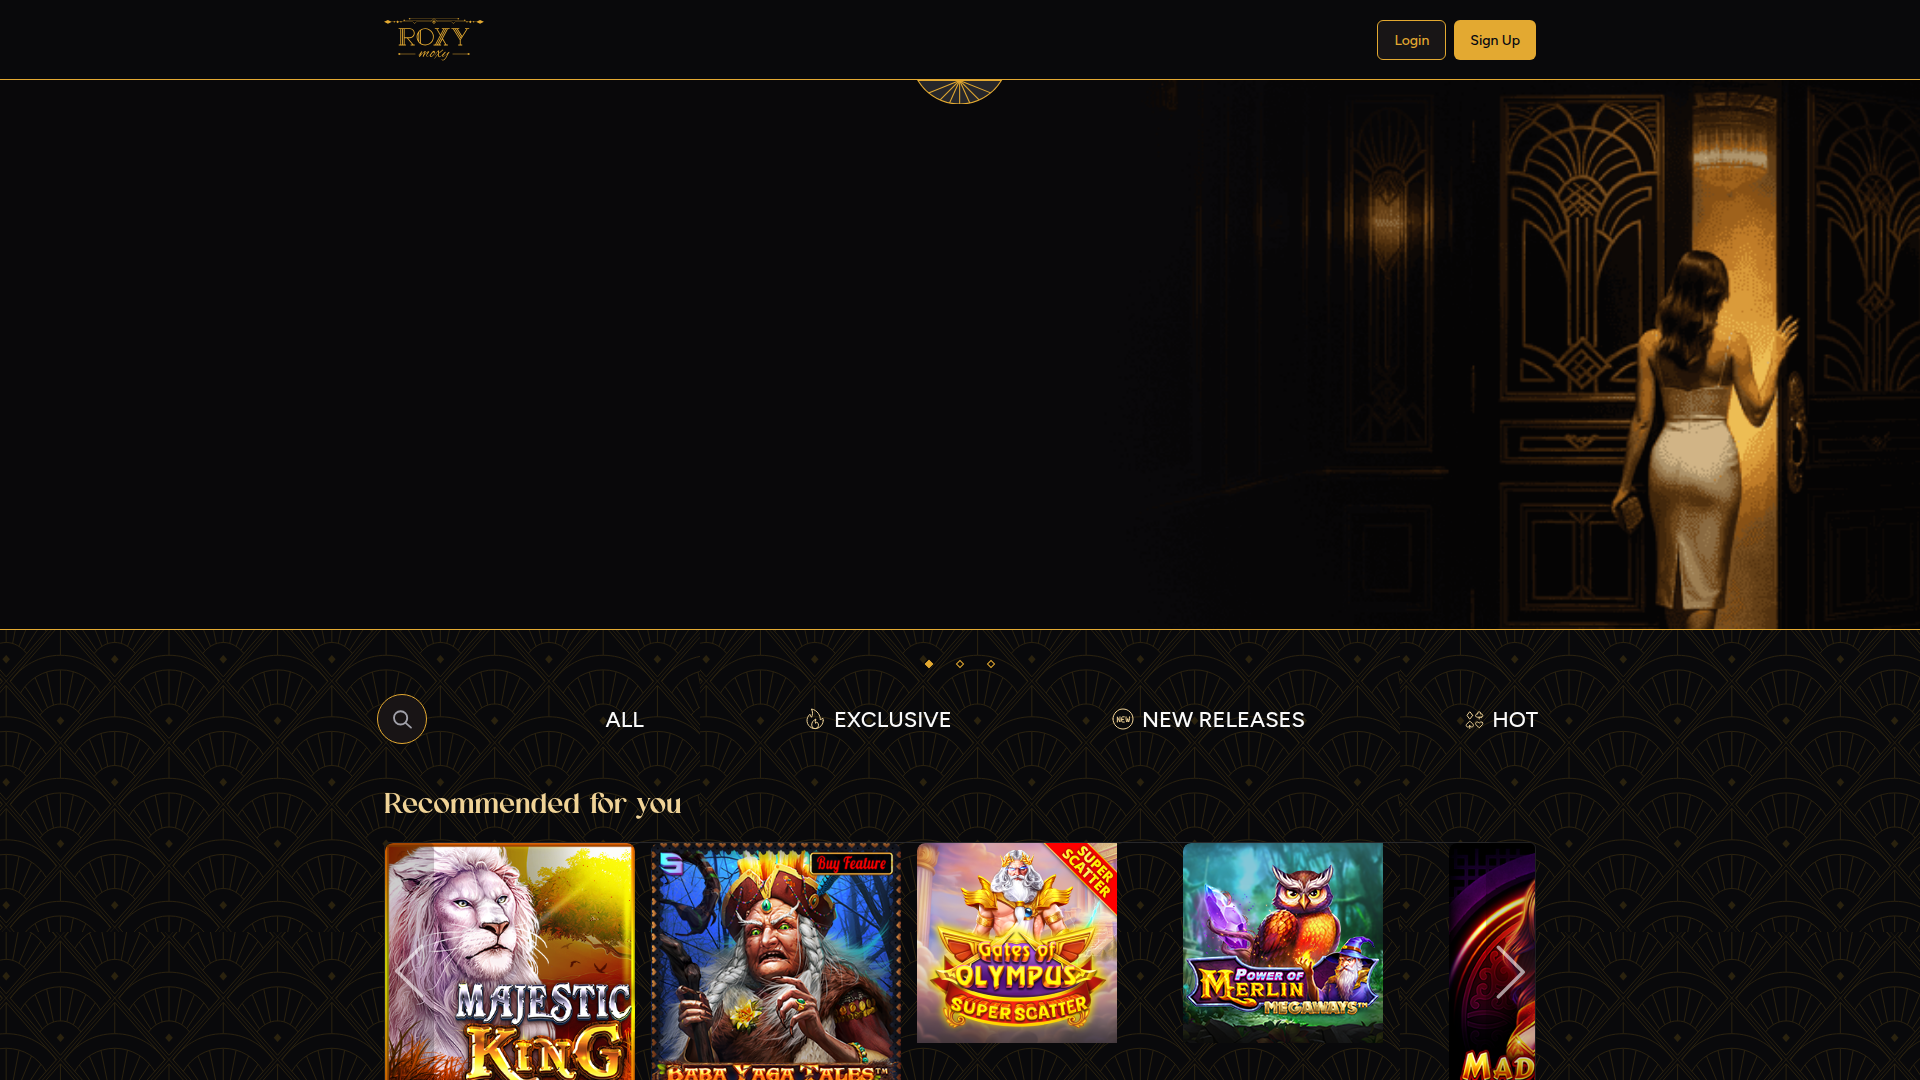 ROXY
moxy
Login
Sign Up
ALL
NEW
EXCLUSIVE
NEW RELEASES
HOT
Recommended for you
MAJESTIC
KING
Buy Feature
BABA YAGA TALES™
SUPER
SCATTER
Gates of
OLYMPUS
SUPER SCATTER
POWER OF
MERLIN
MEGAWAYS™
MAD